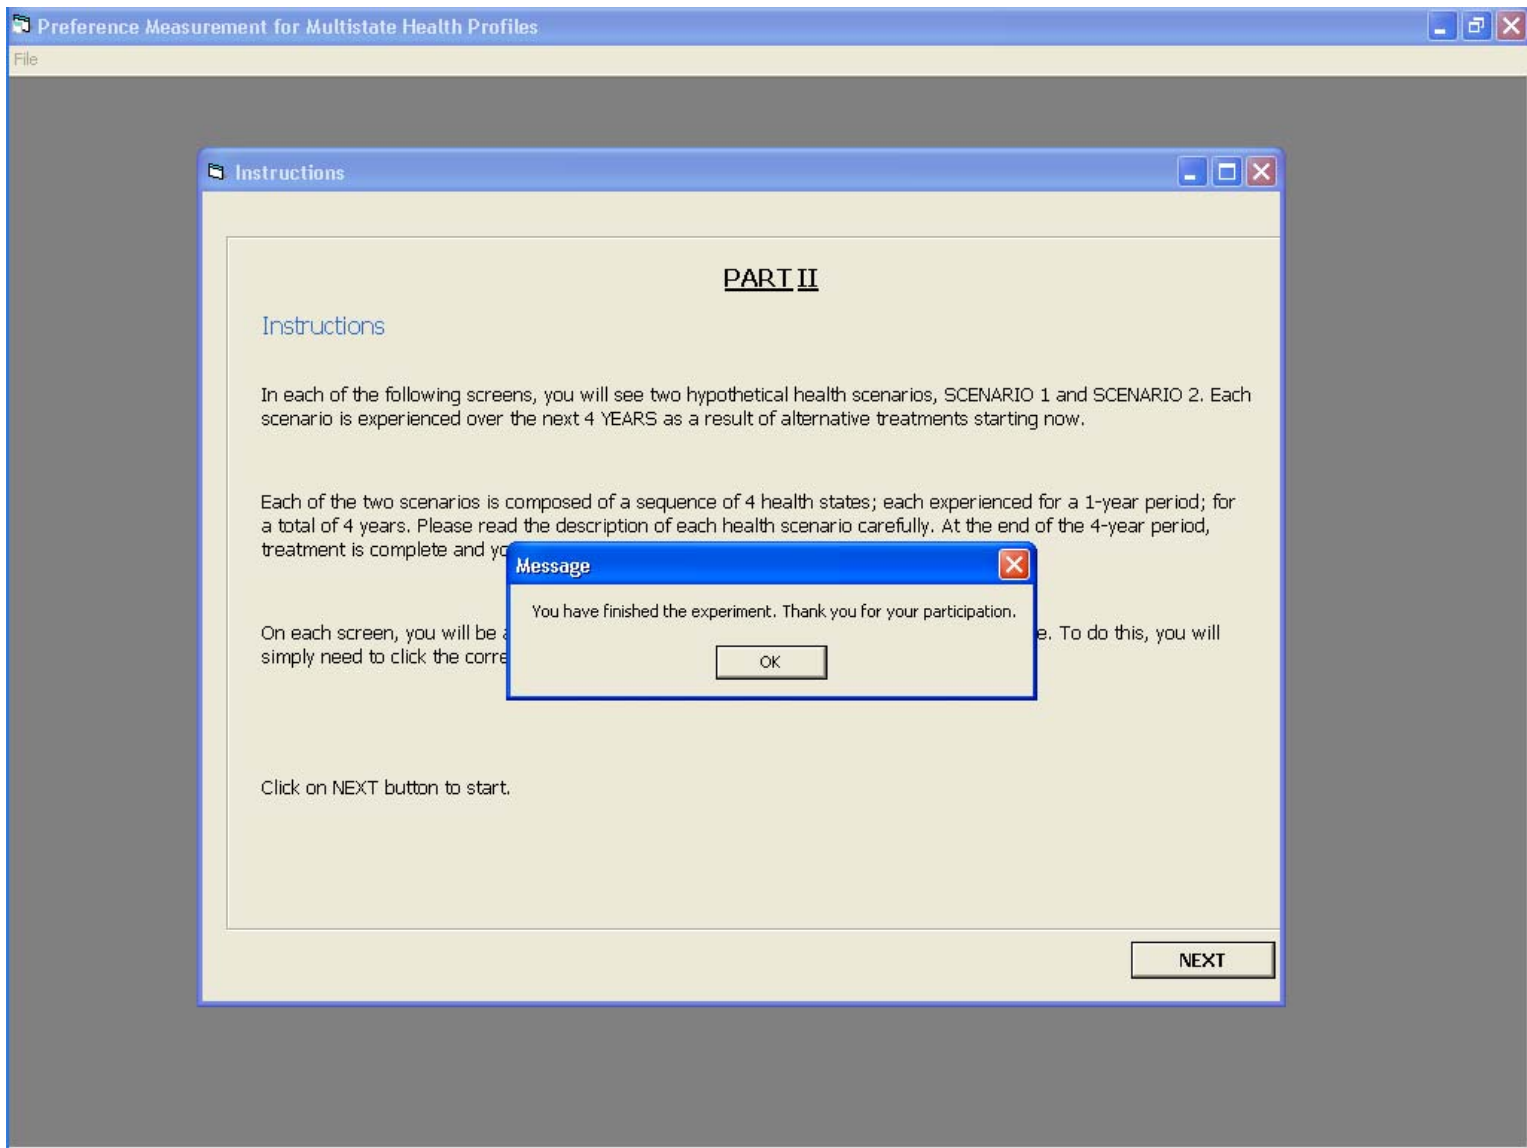 Preference Measurement for Multistate Health Profiles
File
Instructions
PART II
Instructions
In each of the following screens, you will see two hypothetical health scenarios, SCENARIO 1 and SCENARIO 2. Each
scenario is experienced over the next 4 YEARS as a result of alternative treatments starting now.
Each of the two scenarios is composed of a sequence of 4 health states; each experienced for a 1-year period; for
a total of 4 years. Please read the description of each health scenario carefully. At the end of the 4-year period,
treatment is complete and yo
Message
You have finished the experiment. Thank you for your participation.
On each screen, you will be a e. To do this, you will
simply need to click the corre
OK
Click on NEXT button to start.
NEXT